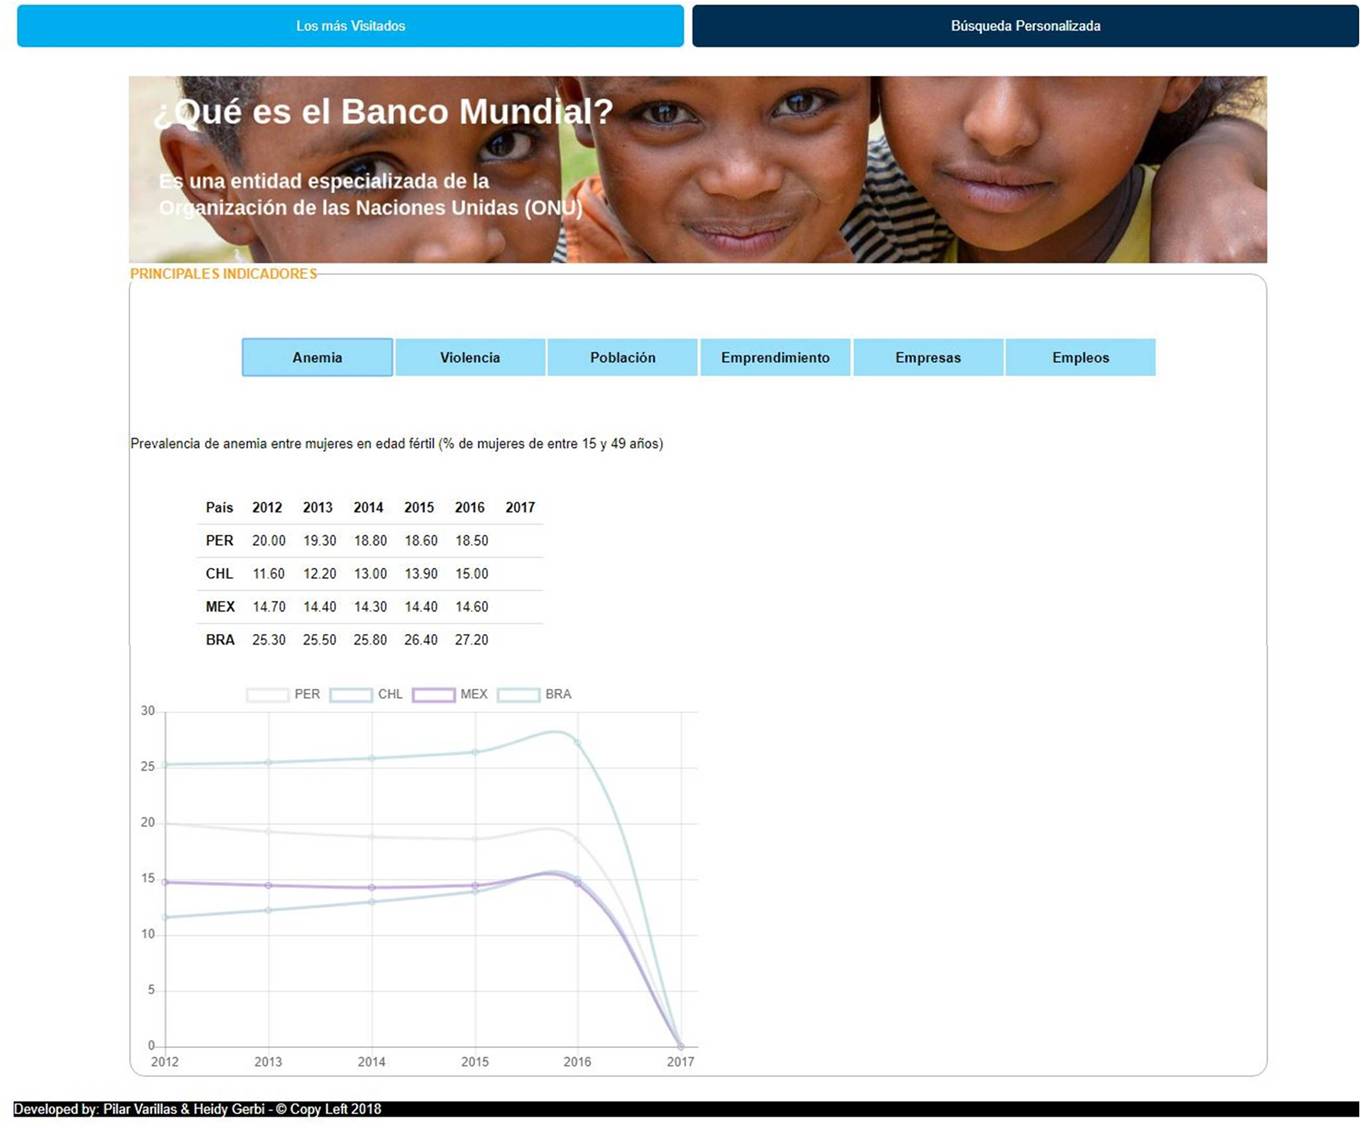 Los más Visitados
Búsqueda Personalizada
¿Qué es el Banco Mundial?
Es una entidad especializada de la
Organización de las Naciones Unidas (ONU)
PRINCIPALES INDICADORES
Anemia Violencia Población Emprendimiento Empresas Empleos
Prevalencia de anemia entre mujeres en edad fértil (% de mujeres de entre 15 y 49 años)
País 2012 2013 2014 2015 2016 2017
PER 20.00 19.30 18.80 18.60 18.50
CHL 11.60 12.20 13.00 13.90 15.00
MEX 14.70 14.40 14.30 14.40 14.60
BRA 25.30 25.50 25.80 26.40 27.20
PER CHL MEX BRA
30
25
20
15
10
5
0
2012 2013 2014 2015 2016 2017
Developed by: Pilar Varillas & Heidy Gerbi - © Copy Left 2018